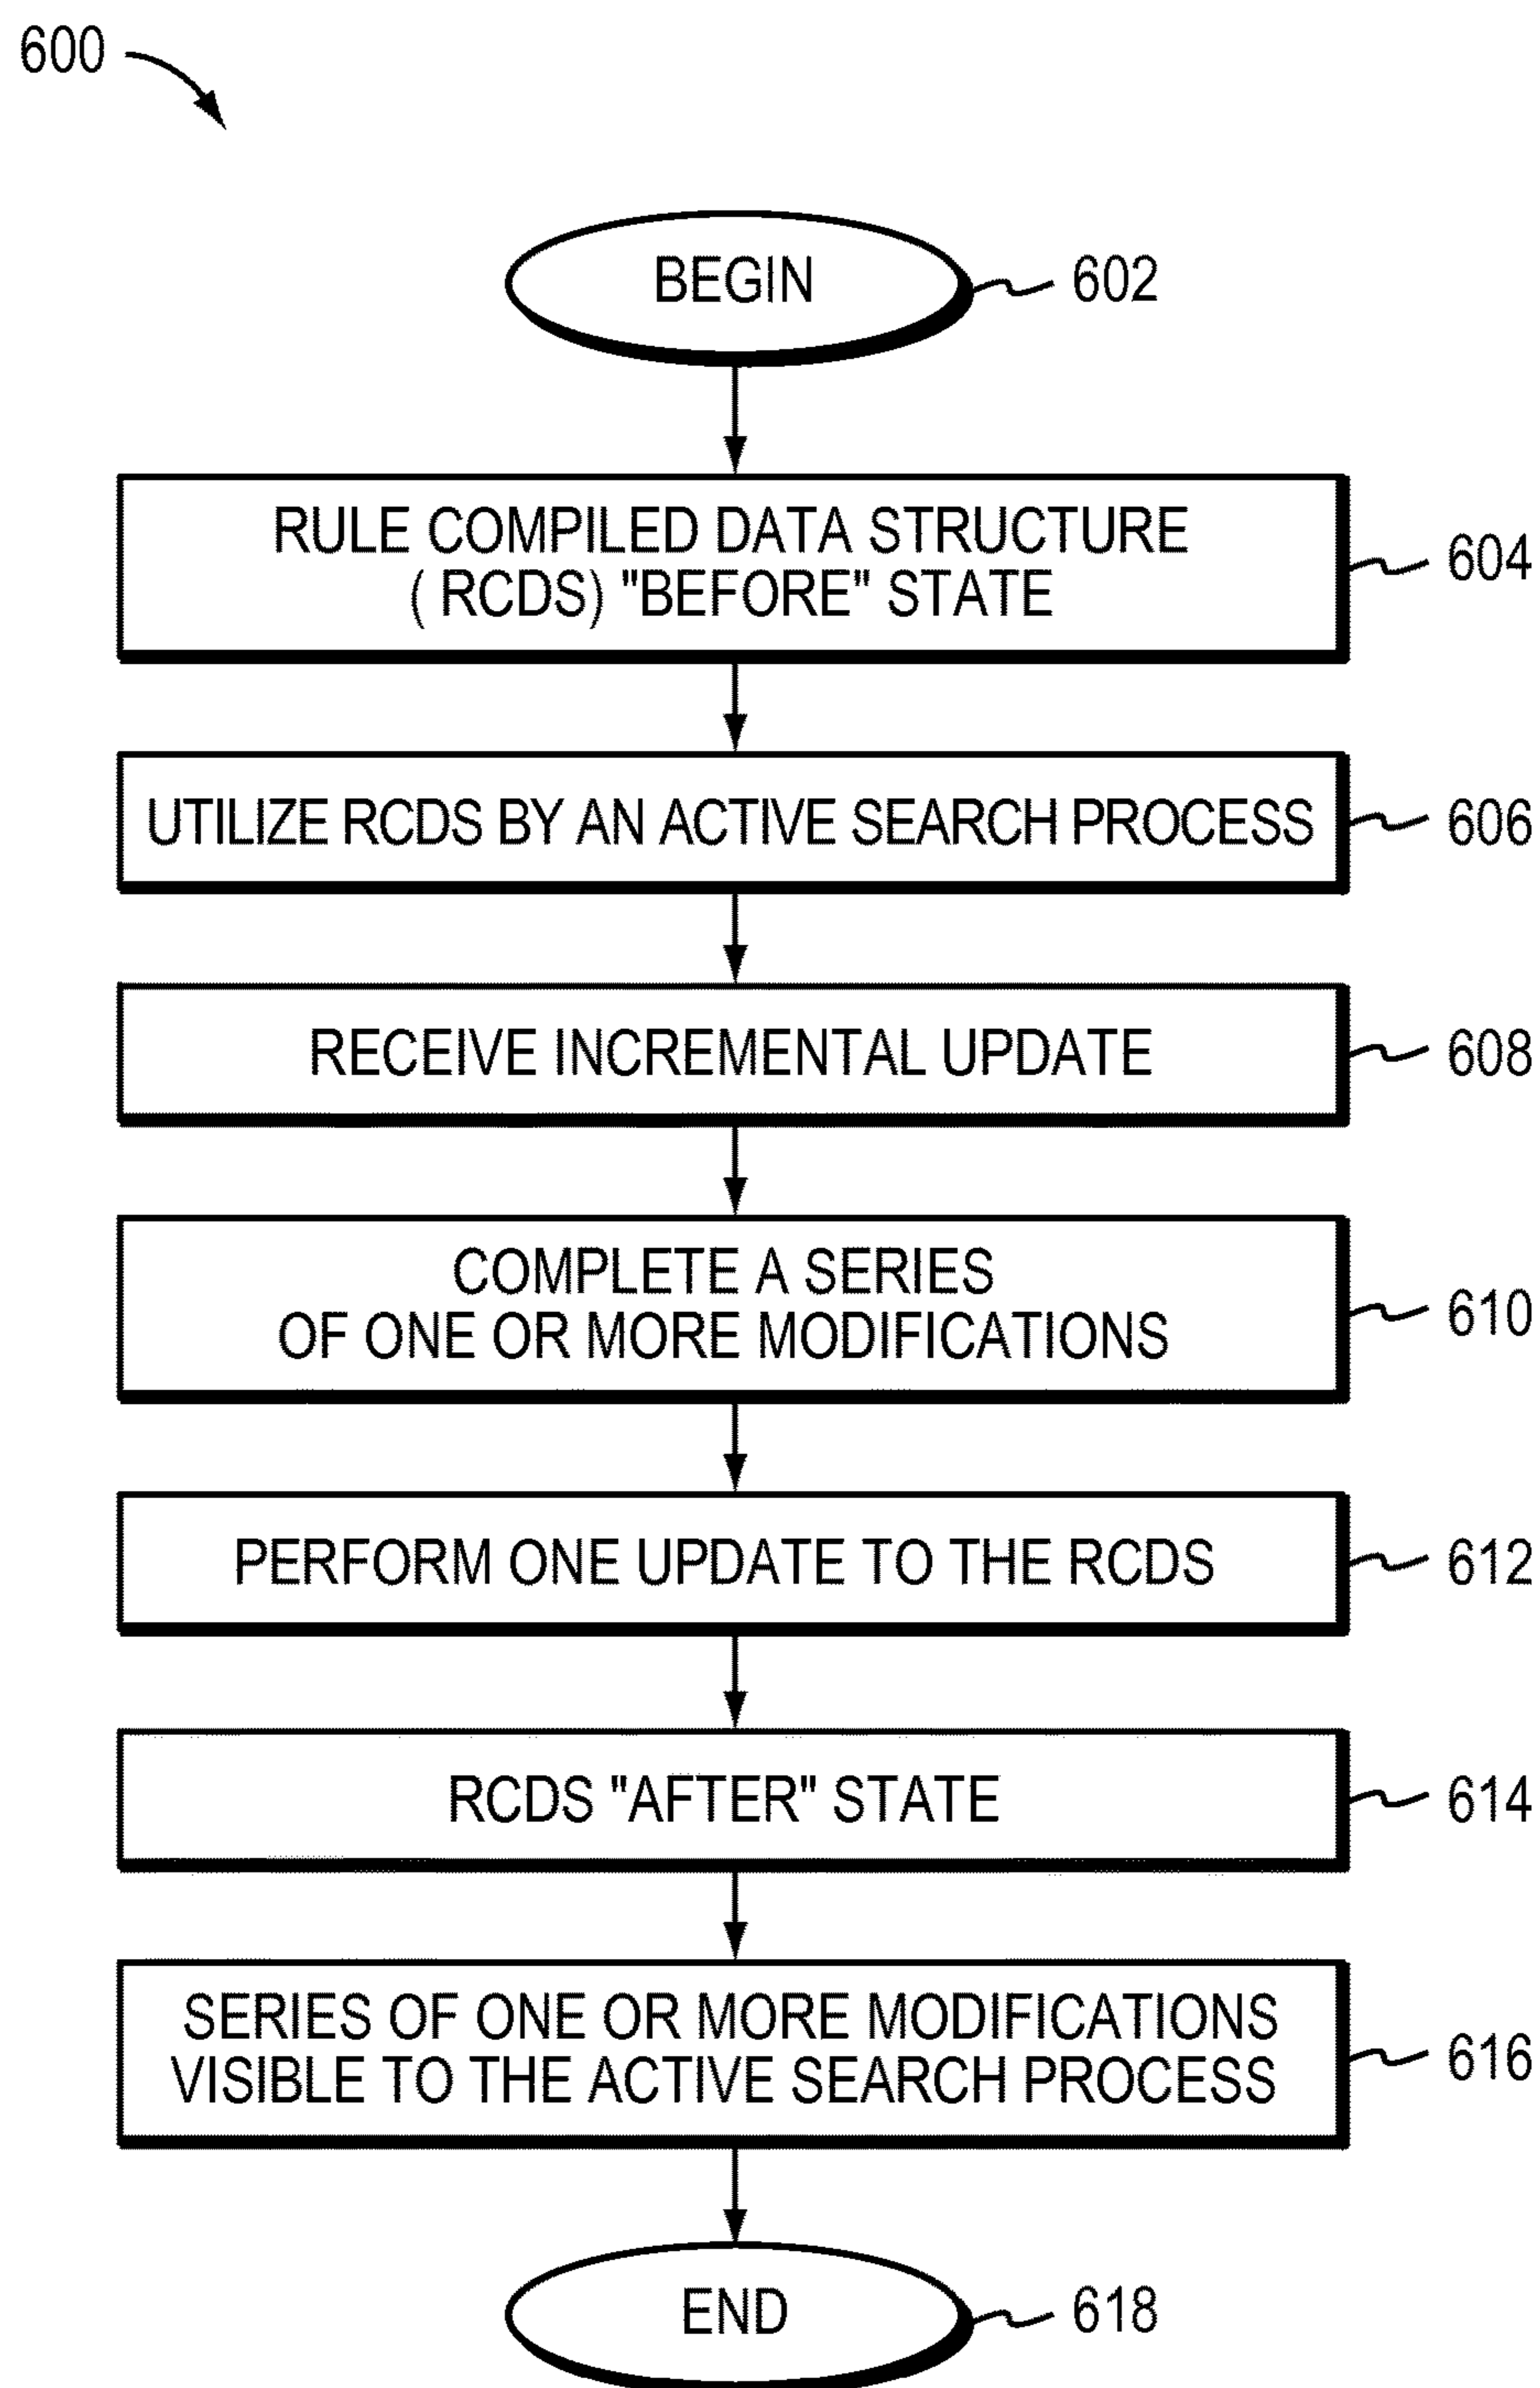 600
BEGIN
602
RULE COMPILED DATA STRUCTURE
( RCDS) "BEFORE" STATE
604
UTILIZE RCDS BY AN ACTIVE SEARCH PROCESS
606
RECEIVE INCREMENTAL UPDATE
608
COMPLETE A SERIES
OF ONE OR MORE MODIFICATIONS
610
PERFORM ONE UPDATE TO THE RCDS
612
RCDS "AFTER" STATE
614
SERIES OF ONE OR MORE MODIFICATIONS
VISIBLE TO THE ACTIVE SEARCH PROCESS
616
END
618